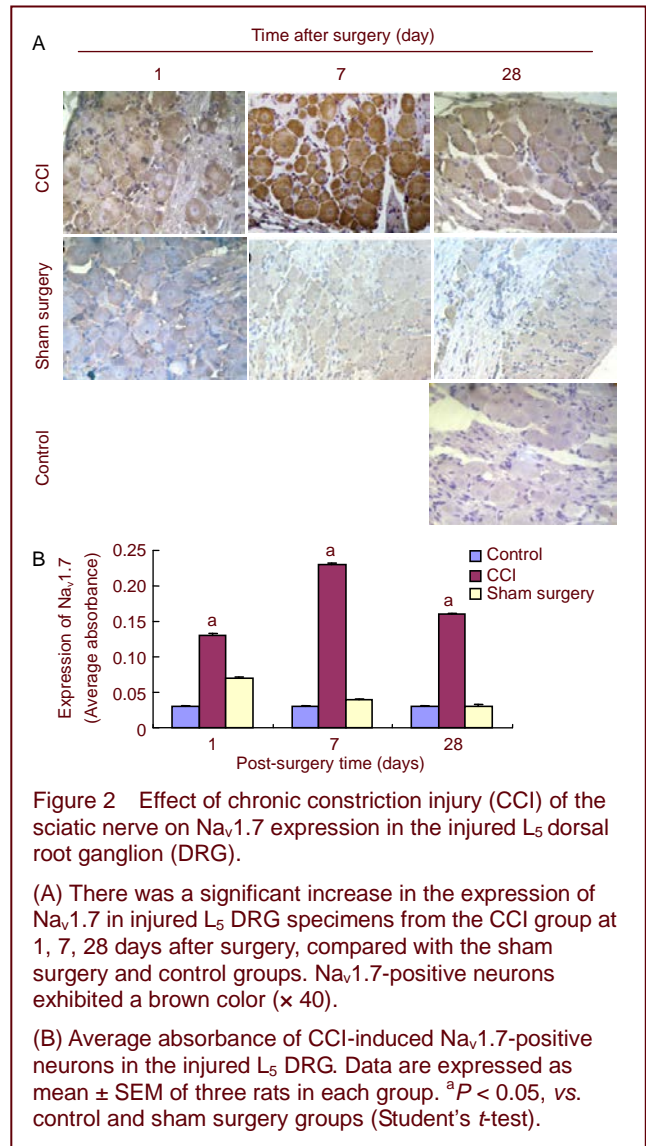 A
Time after surgery (day)
1 7 28
CCI
Sham surgery
Control
B
Expression of Naᵥ1.7
(Average absorbance)
0.25
0.20
0.15
0.10
0.05
0
a
a
a
Control
CCI
Sham surgery
1 7 28
Post-surgery time (days)
Figure 2 Effect of chronic constriction injury (CCI) of the
sciatic nerve on Naᵥ1.7 expression in the injured L₅ dorsal
root ganglion (DRG).
(A) There was a significant increase in the expression of
Naᵥ1.7 in injured L₅ DRG specimens from the CCI group at
1, 7, 28 days after surgery, compared with the sham
surgery and control groups. Naᵥ1.7-positive neurons
exhibited a brown color (× 40).
(B) Average absorbance of CCI-induced Naᵥ1.7-positive
neurons in the injured L₅ DRG. Data are expressed as
mean ± SEM of three rats in each group. ᵃP < 0.05, vs.
control and sham surgery groups (Student's t-test).